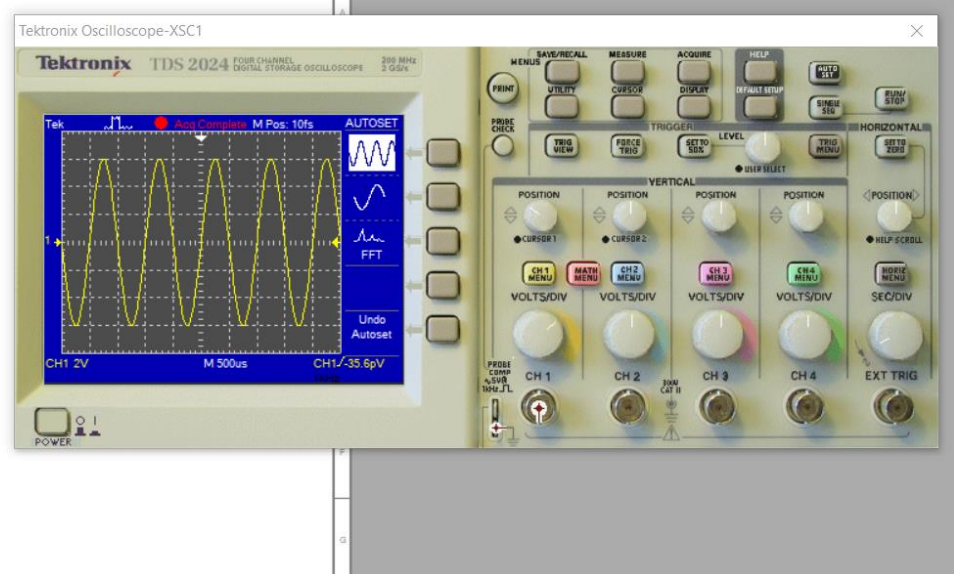 A
Tektronix Oscilloscope-XSC1
Tektronix TDS 2024 FOUR CHANNEL DIGITAL STORAGE OSCILLOSCOPE 200 MHz 2 GS/s
Tek Acq Complete M Pos: 10fs AUTOSET
1
FFT
Undo
Autoset
CH1 2V M 500us CH1 -35.6pV
POWER
PRINT
MENUS
SAVE/RECALL MEASURE ACQUIRE HELP
AUTO SET
UTILITY CURSOR DISPLAY DEFAULT SETUP
SINGLE SEQ
RUN/STOP
PROBE CHECK
TRIGGER
TRIG VIEW
FORCE TRIG
SET TO 50%
LEVEL
USER SELECT
TRIG MENU
HORIZONTAL
SET TO ZERO
VERTICAL
POSITION POSITION POSITION POSITION POSITION
CURSOR 1 CURSOR 2 HELP SCROLL
CH 1 MENU
MATH MENU
CH 2 MENU
CH 3 MENU
CH 4 MENU
HORIZ MENU
VOLTS/DIV VOLTS/DIV VOLTS/DIV VOLTS/DIV SEC/DIV
PROBE COMP
~5V@
1kHz
CH 1 CH 2 CH 3 CH 4 EXT TRIG
300V
CAT II
F
G